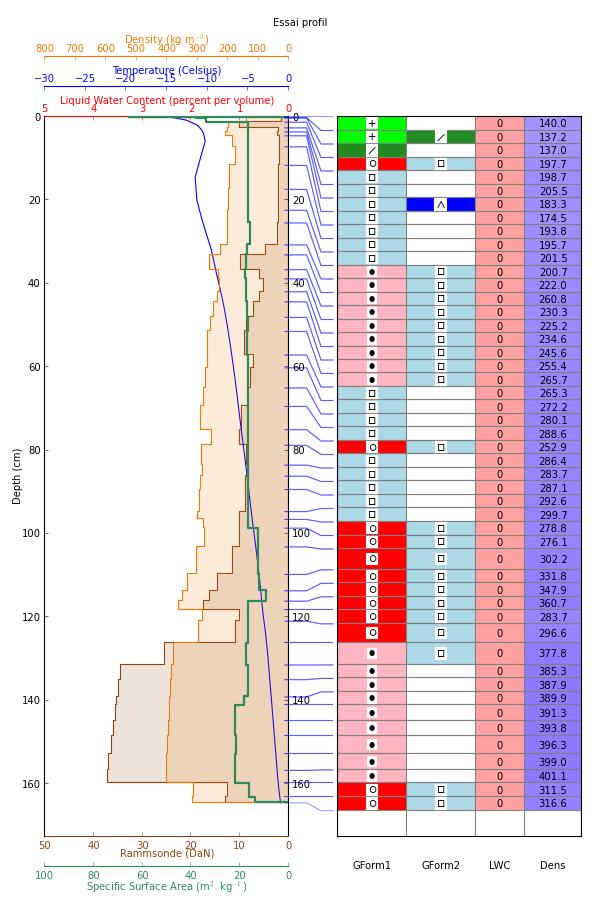 Essai profil
Density (kg m⁻³)
800 700 600 500 400 300 200 100 0
Temperature (Celsius)
−30 −25 −20 −15 −10 −5 0
Liquid Water Content (percent per volume)
5 4 3 2 1 0
0 20 40 60 80 100 120 140 160
Depth (cm)
0 20 40 60 80 100 120 140 160
50 40 30 20 10 0
Rammsonde (DaN)
100 80 60 40 20 0
Specific Surface Area (m² kg⁻¹)
+ 0 140.0
+ / 0 137.2
/ 0 137.0
○ □ 0 197.7
□ 0 198.7
□ 0 205.5
□ ∧ 0 183.3
□ 0 174.5
□ 0 193.8
□ 0 195.7
□ 0 201.5
● □ 0 200.7
● □ 0 222.0
● □ 0 260.8
● □ 0 230.3
● □ 0 225.2
● □ 0 234.6
● □ 0 245.6
● □ 0 255.4
● □ 0 265.7
□ 0 265.3
□ 0 272.2
□ 0 280.1
□ 0 288.6
○ □ 0 252.9
□ 0 286.4
□ 0 283.7
□ 0 287.1
□ 0 292.6
□ 0 299.7
○ □ 0 278.8
○ □ 0 276.1
○ □ 0 302.2
○ □ 0 331.8
○ □ 0 347.9
○ □ 0 360.7
○ □ 0 283.7
○ □ 0 296.6
● □ 0 377.8
● 0 385.3
● 0 387.9
● 0 389.9
● 0 391.3
● 0 393.8
● 0 396.3
● 0 399.0
● 0 401.1
○ □ 0 311.5
○ □ 0 316.6
GForm1 GForm2 LWC Dens